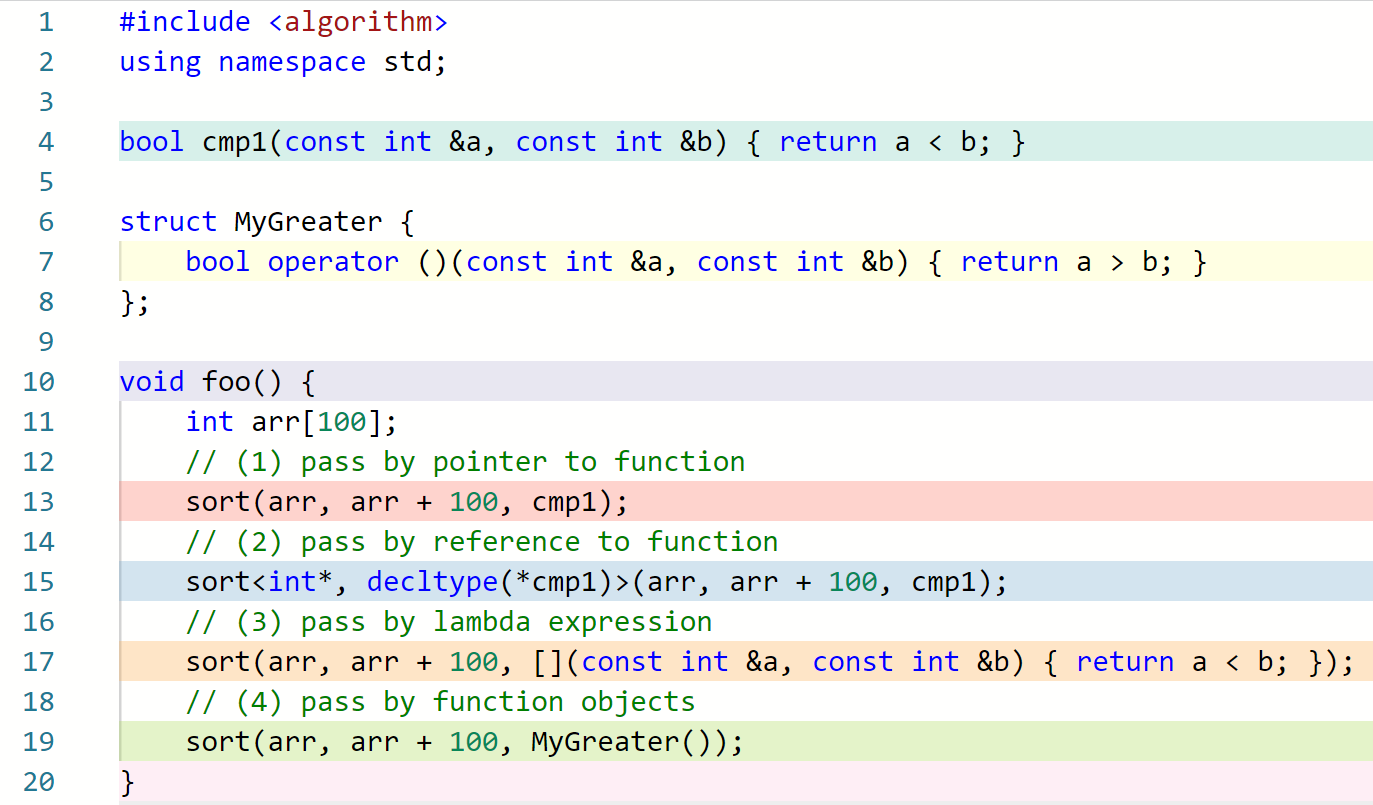 1 #include <algorithm>
2 using namespace std;
3
4 bool cmp1(const int &a, const int &b) { return a < b; }
5
6 struct MyGreater {
7     bool operator ()(const int &a, const int &b) { return a > b; }
8 };
9
10 void foo() {
11     int arr[100];
12     // (1) pass by pointer to function
13     sort(arr, arr + 100, cmp1);
14     // (2) pass by reference to function
15     sort<int*, decltype(*cmp1)>(arr, arr + 100, cmp1);
16     // (3) pass by lambda expression
17     sort(arr, arr + 100, [](const int &a, const int &b) { return a < b; });
18     // (4) pass by function objects
19     sort(arr, arr + 100, MyGreater());
20 }